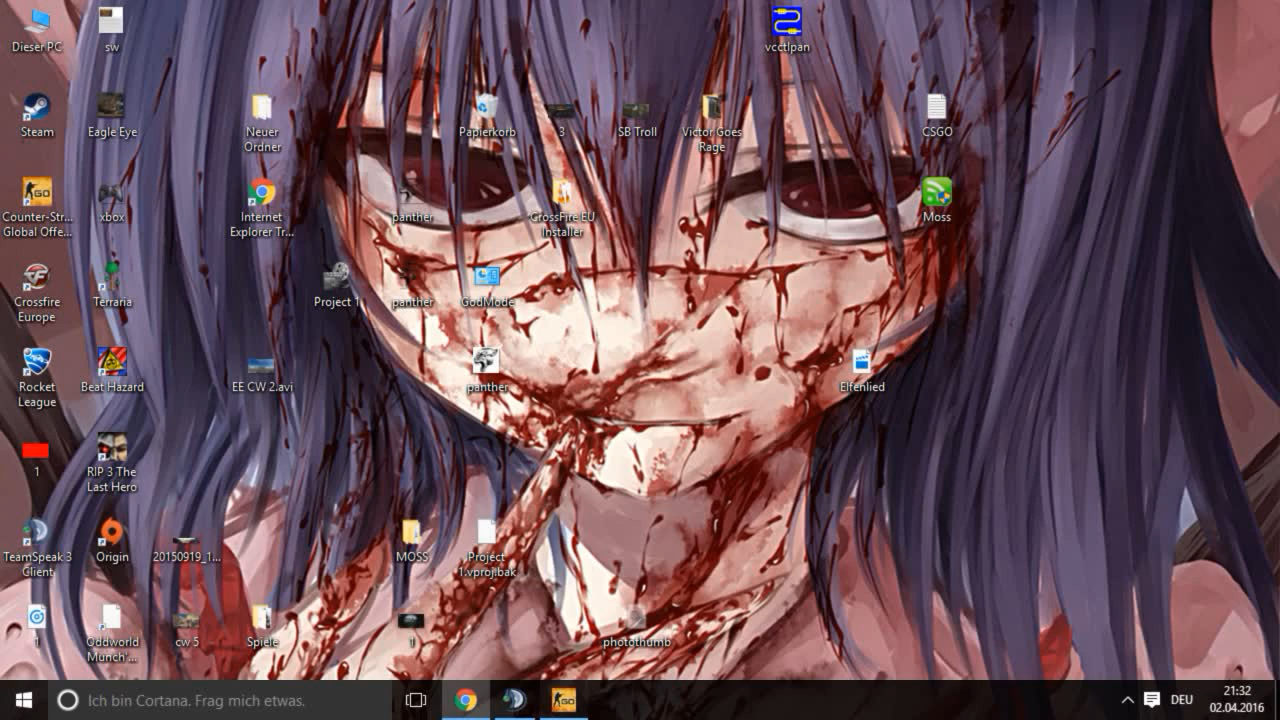 Dieser PC
sw
vcctlpan
Steam
Eagle Eye
Neuer
Ordner
Papierkorb
3
SB Troll
Victor Goes
Rage
CSGO
Counter-Str...
Global Offe...
xbox
Internet
Explorer Tr...
panther
CrossFire EU
Installer
Moss
Crossfire
Europe
Terraria
Project 1
panther
GodMode
Rocket
League
Beat Hazard
EE CW 2.avi
panther
Elfenlied
1
RIP 3 The
Last Hero
TeamSpeak 3
Client
Origin
20150919_1...
MOSS
Project
1.vproj.bak
1
Oddworld
Munch'...
cw 5
Spiele
1
photothumb
Ich bin Cortana. Frag mich etwas.
DEU
21:32
02.04.2016